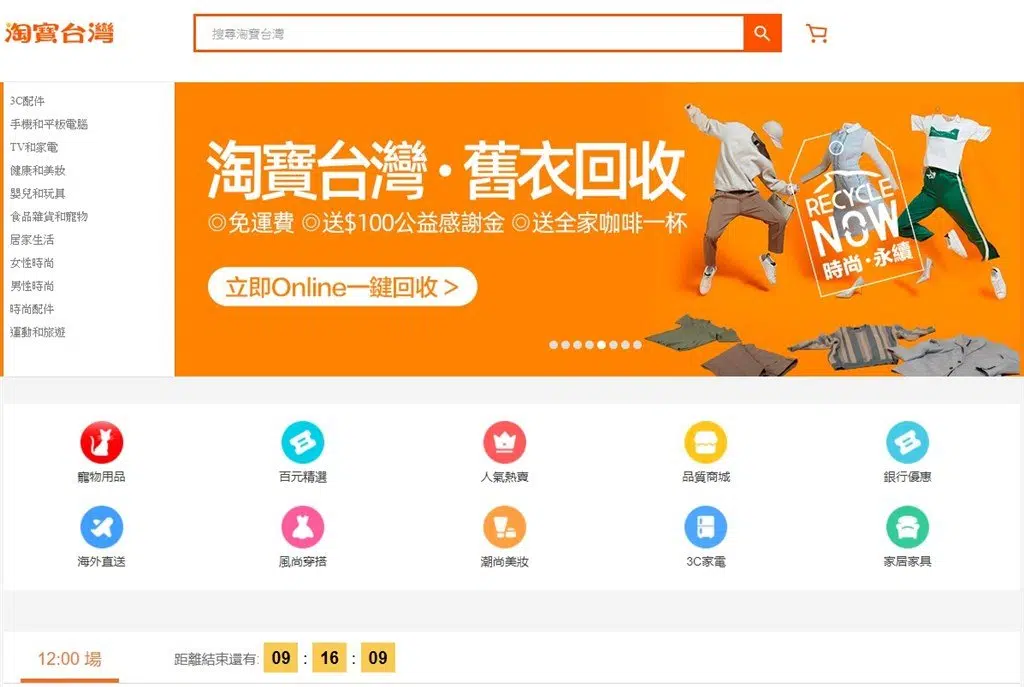 淘寶台灣
搜尋淘寶台灣
3C配件
手機和平板電腦
TV和家電
健康和美妝
嬰兒和玩具
食品雜貨和寵物
居家生活
女性時尚
男性時尚
時尚配件
運動和旅遊
淘寶台灣·舊衣回收
◎免運費 ◎送$100公益感謝金 ◎送全家咖啡一杯
立即Online一鍵回收 >
RECYCLE
NOW
時尚·永續
寵物用品
百元精選
人氣熱賣
品質商城
銀行優惠
海外直送
風尚穿搭
潮尚美妝
3C家電
家居家具
12:00 場
距離結束還有: 09 : 16 : 09